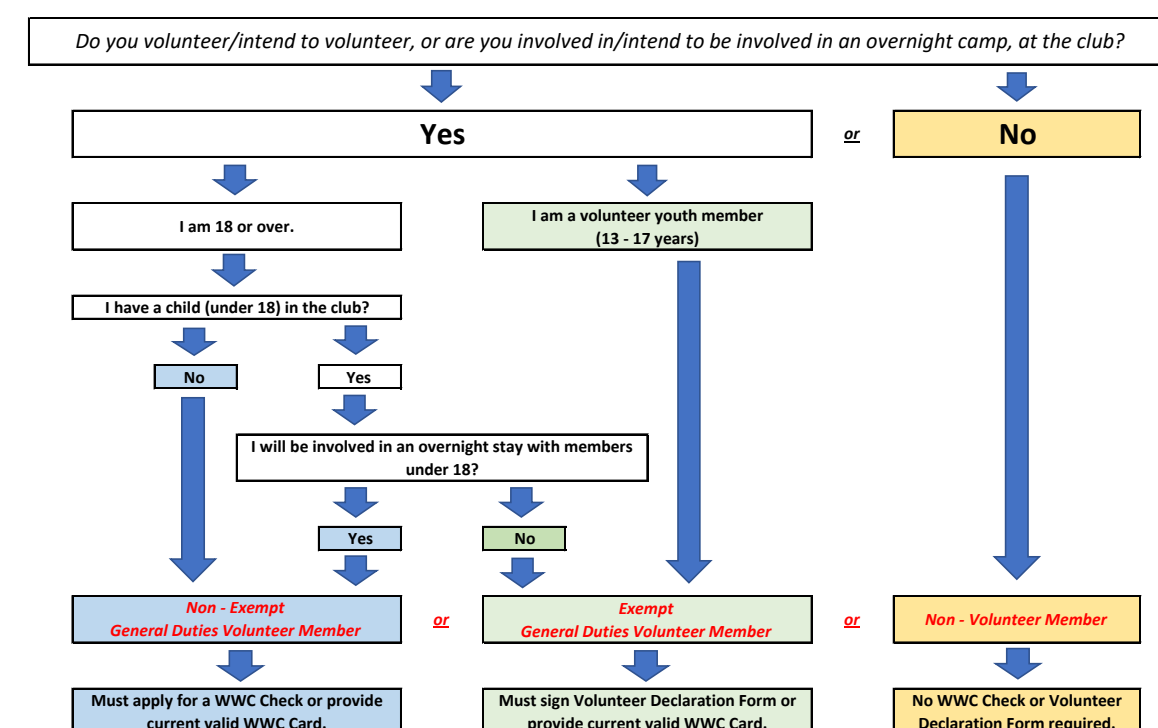 Do you volunteer/intend to volunteer, or are you involved in/intend to be involved in an overnight camp, at the club?
Yes
or
No
I am 18 or over.
I am a volunteer youth member
(13 - 17 years)
I have a child (under 18) in the club?
No
Yes
I will be involved in an overnight stay with members
under 18?
Yes
No
Non - Exempt
General Duties Volunteer Member
or
Exempt
General Duties Volunteer Member
or
Non - Volunteer Member
Must apply for a WWC Check or provide
current valid WWC Card.
Must sign Volunteer Declaration Form or
provide current valid WWC Card.
No WWC Check or Volunteer
Declaration Form required.